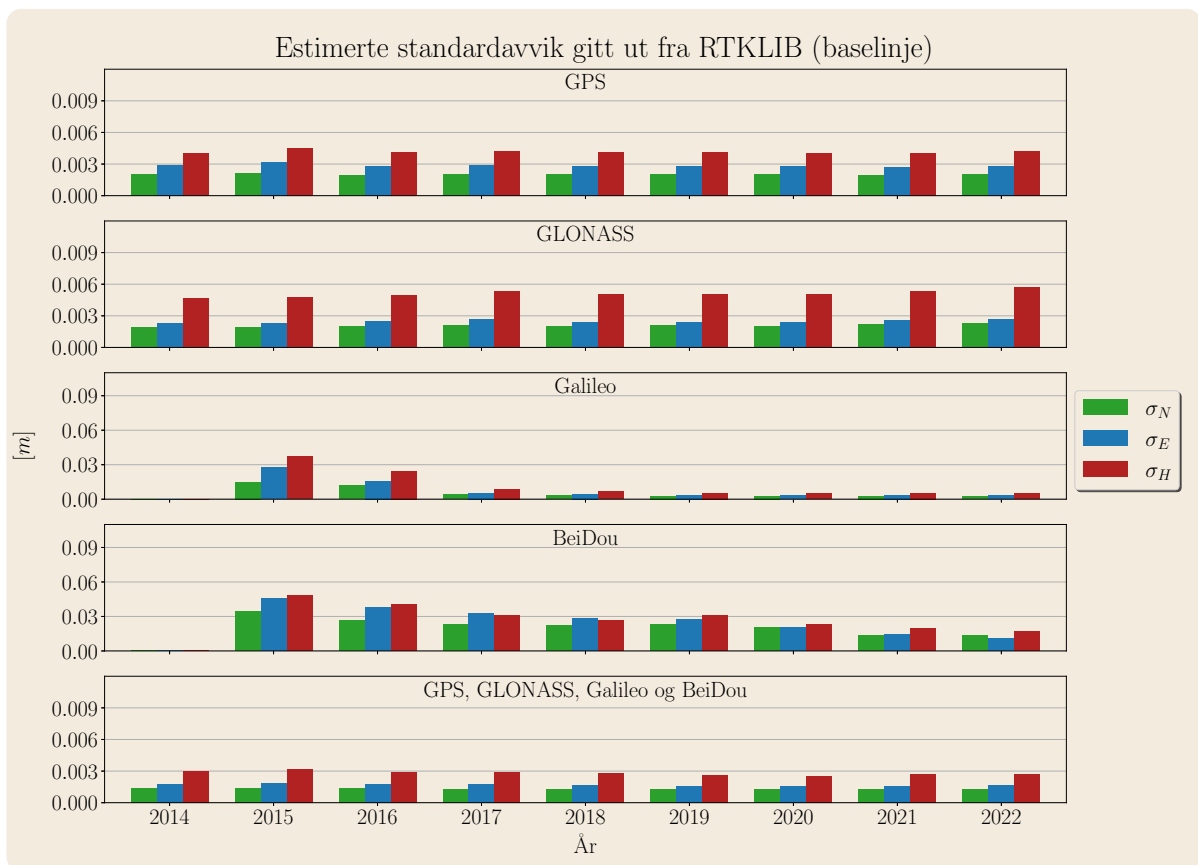 Estimerte standardavvik gitt ut fra RTKLIB (baselinje)
GPS
0.009
0.006
0.003
0.000
GLONASS
0.009
0.006
0.003
0.000
Galileo
0.09
0.06
0.03
0.00
[m]
σN
σE
σH
BeiDou
0.09
0.06
0.03
0.00
GPS, GLONASS, Galileo og BeiDou
0.009
0.006
0.003
0.000
2014 2015 2016 2017 2018 2019 2020 2021 2022
År